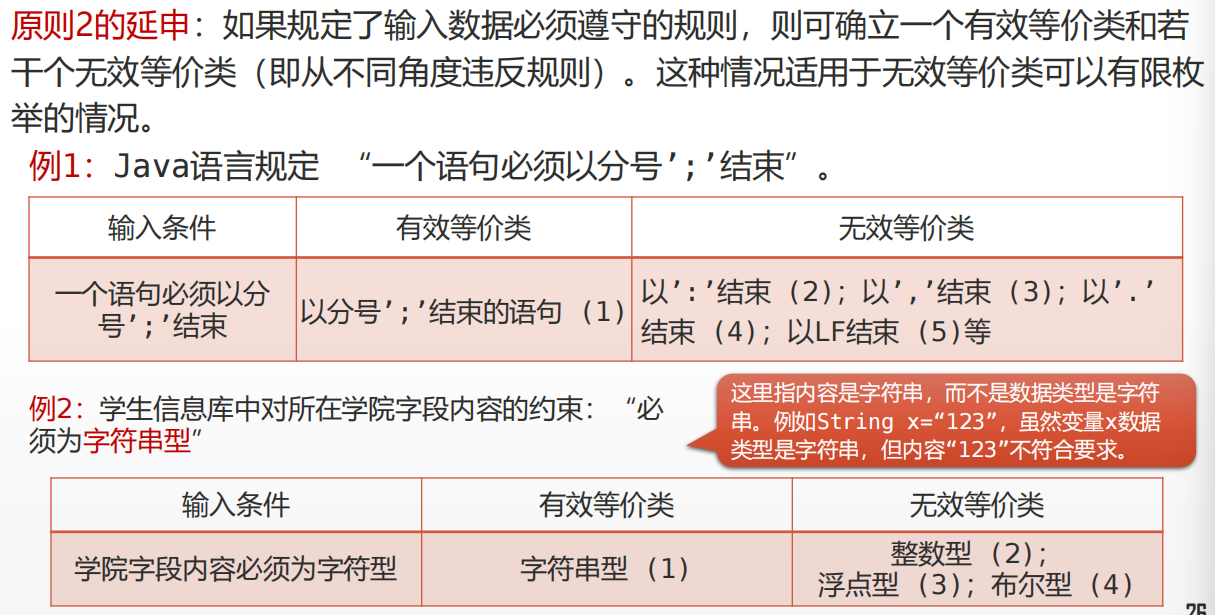 原则2的延申：如果规定了输入数据必须遵守的规则，则可确立一个有效等价类和若
干个无效等价类（即从不同角度违反规则）。这种情况适用于无效等价类可以有限枚
举的情况。
例1：Java语言规定 “一个语句必须以分号’;’结束”。
输入条件
有效等价类
无效等价类
一个语句必须以分
号’;’结束
以分号’;’结束的语句 (1)
以’:’结束 (2)；以’,’结束 (3)；以’.’
结束 (4)；以LF结束 (5)等
例2：学生信息库中对所在学院字段内容的约束： “必
须为字符串型”
这里指内容是字符串，而不是数据类型是字符
串。例如String x=“123”，虽然变量x数据
类型是字符串，但内容“123”不符合要求。
输入条件
有效等价类
无效等价类
学院字段内容必须为字符型
字符串型 (1)
整数型 (2)；
浮点型 (3)；布尔型 (4)
26